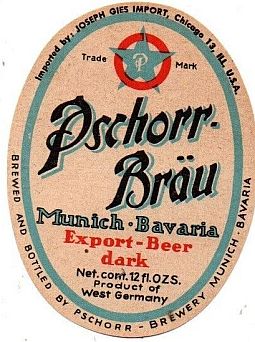 Imported by: JOSEPH GIES IMPORT, Chicago 13, ILL. U.S.A.
Trade P Mark
Pschorr-
Bräu
Munich · Bavaria
Export-Beer
dark
Net. cont. 12 fl. OZS.
Product of
West Germany
BREWED AND BOTTLED BY PSCHORR - BREWERY MUNICH · BAVARIA